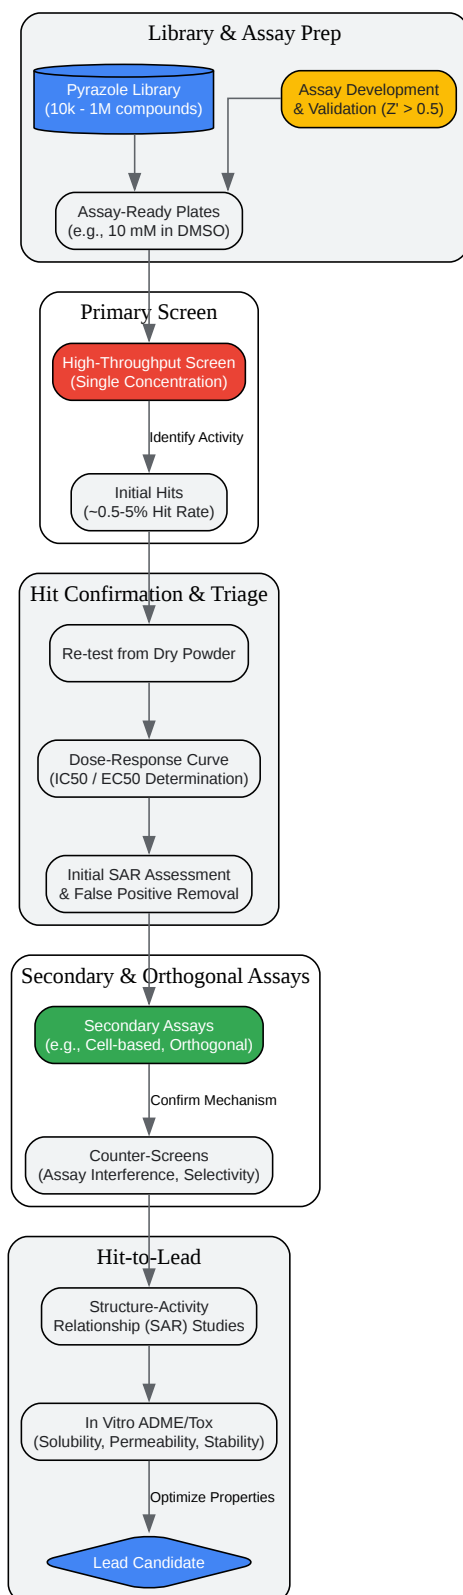 Library & Assay Prep
Pyrazole Library
(10k - 1M compounds)
Assay Development
& Validation (Z' > 0.5)
Assay-Ready Plates
(e.g., 10 mM in DMSO)
Primary Screen
High-Throughput Screen
(Single Concentration)
Identify Activity
Initial Hits
(~0.5-5% Hit Rate)
Hit Confirmation & Triage
Re-test from Dry Powder
Dose-Response Curve
(IC50 / EC50 Determination)
Initial SAR Assessment
& False Positive Removal
Secondary & Orthogonal Assays
Secondary Assays
(e.g., Cell-based, Orthogonal)
Confirm Mechanism
Counter-Screens
(Assay Interference, Selectivity)
Hit-to-Lead
Structure-Activity
Relationship (SAR) Studies
In Vitro ADME/Tox
(Solubility, Permeability, Stability)
Optimize Properties
Lead Candidate